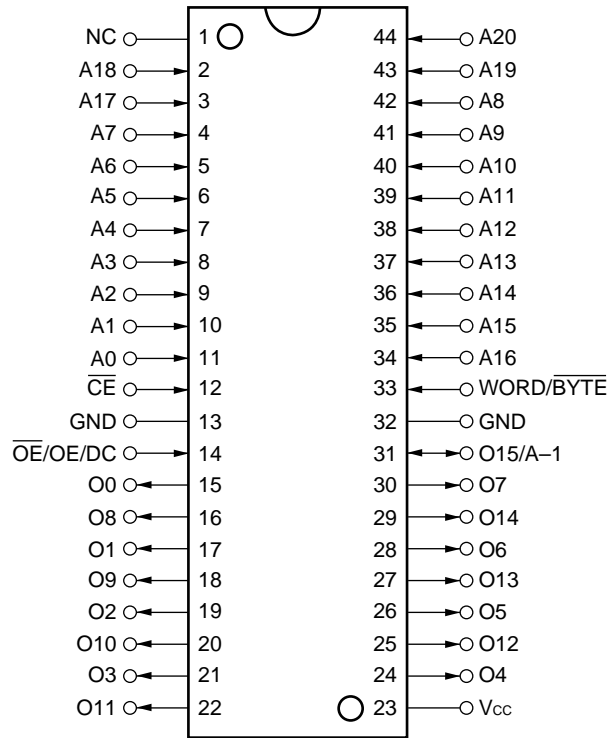 NC 1 44 A20
A18 2 43 A19
A17 3 42 A8
A7 4 41 A9
A6 5 40 A10
A5 6 39 A11
A4 7 38 A12
A3 8 37 A13
A2 9 36 A14
A1 10 35 A15
A0 11 34 A16
C̅E̅ 12 33 WORD/B̅Y̅T̅E̅
GND 13 32 GND
O̅E̅/OE/DC 14 31 O15/A–1
O0 15 30 O7
O8 16 29 O14
O1 17 28 O6
O9 18 27 O13
O2 19 26 O5
O10 20 25 O12
O3 21 24 O4
O11 22 23 Vcc